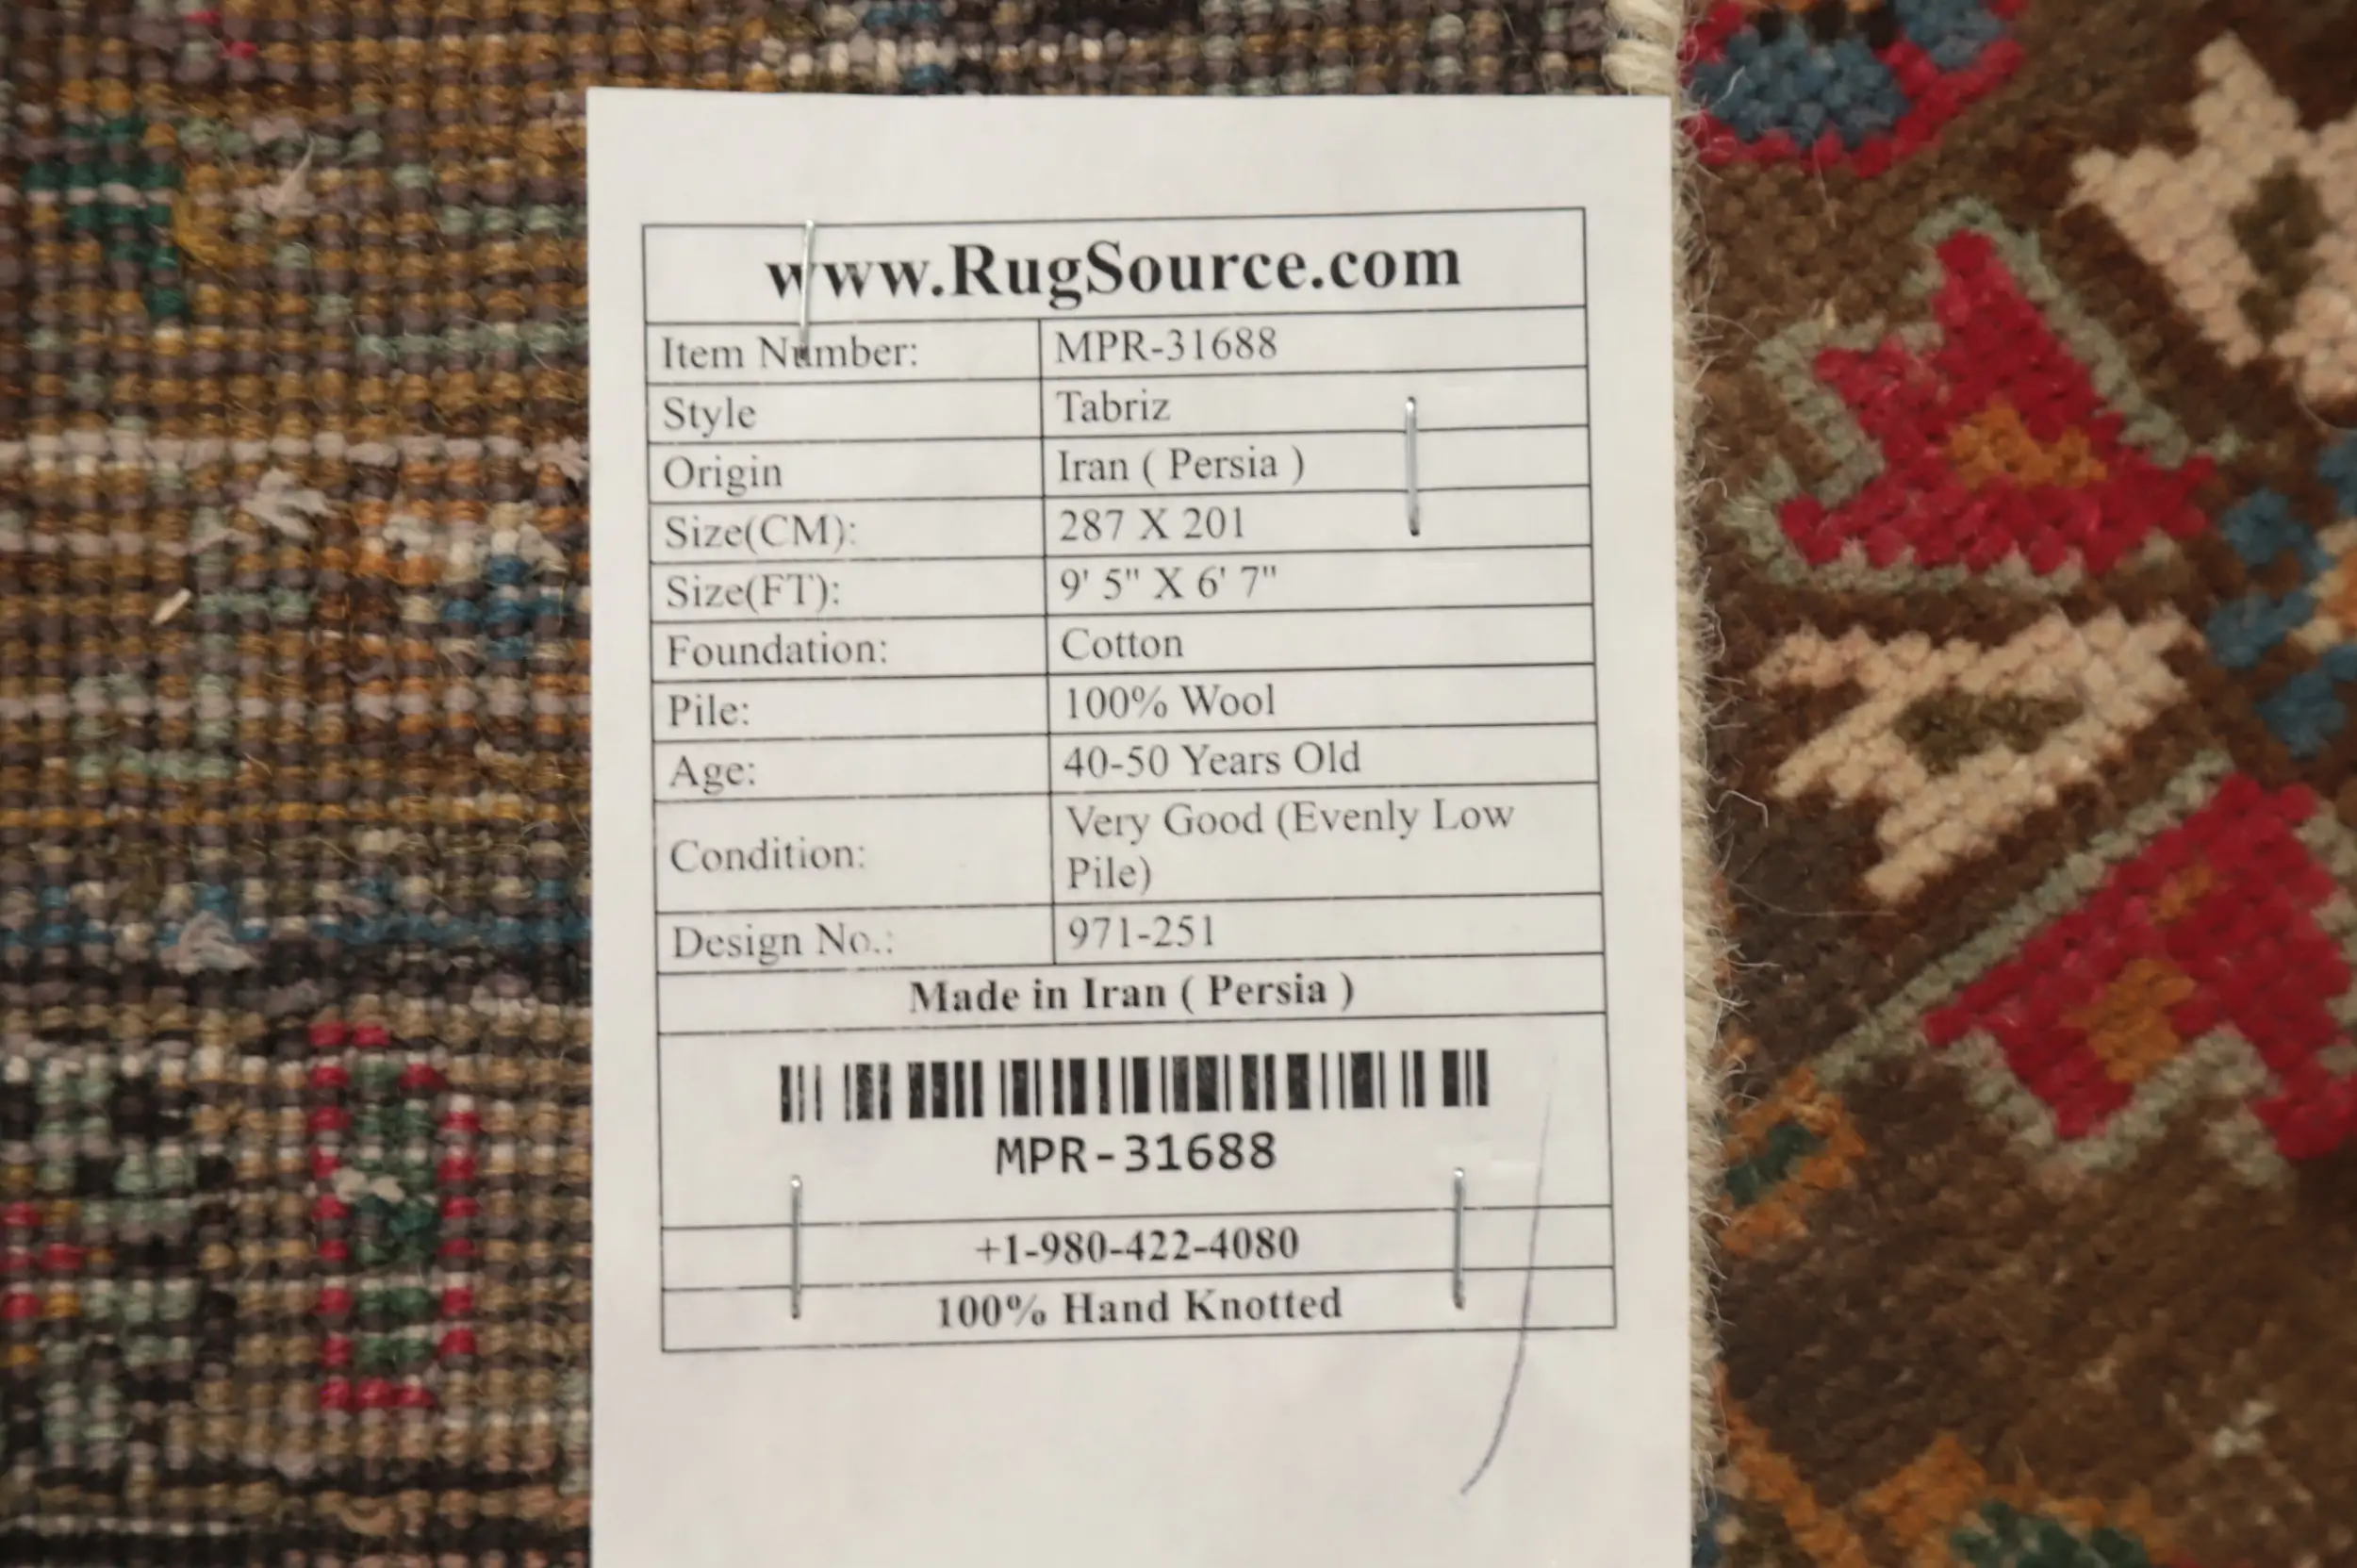 www.RugSource.com
Item Number: MPR-31688
Style Tabriz
Origin Iran ( Persia )
Size(CM): 287 X 201
Size(FT): 9' 5" X 6' 7"
Foundation: Cotton
Pile: 100% Wool
Age: 40-50 Years Old
Condition: Very Good (Evenly Low
Pile)
Design No.: 971-251
Made in Iran ( Persia )
MPR-31688
+1-980-422-4080
100% Hand Knotted